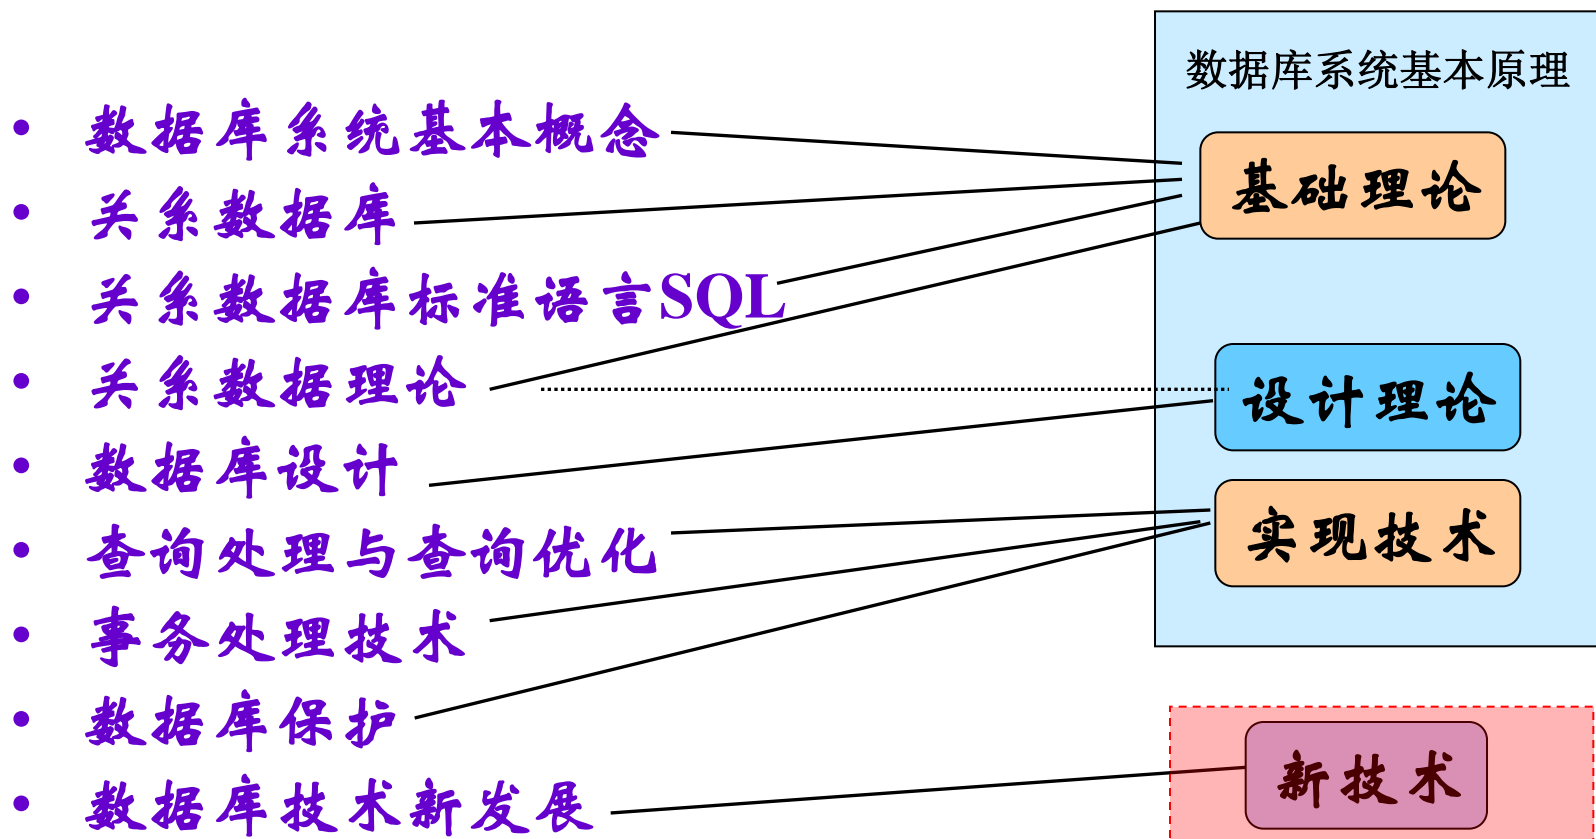 数据库系统基本原理
• 数据库系统基本概念
基础理论
• 关系数据库
• 关系数据库标准语言SQL
• 关系数据理论
设计理论
• 数据库设计
• 查询处理与查询优化
实现技术
• 事务处理技术
• 数据库保护
• 数据库技术新发展
新技术